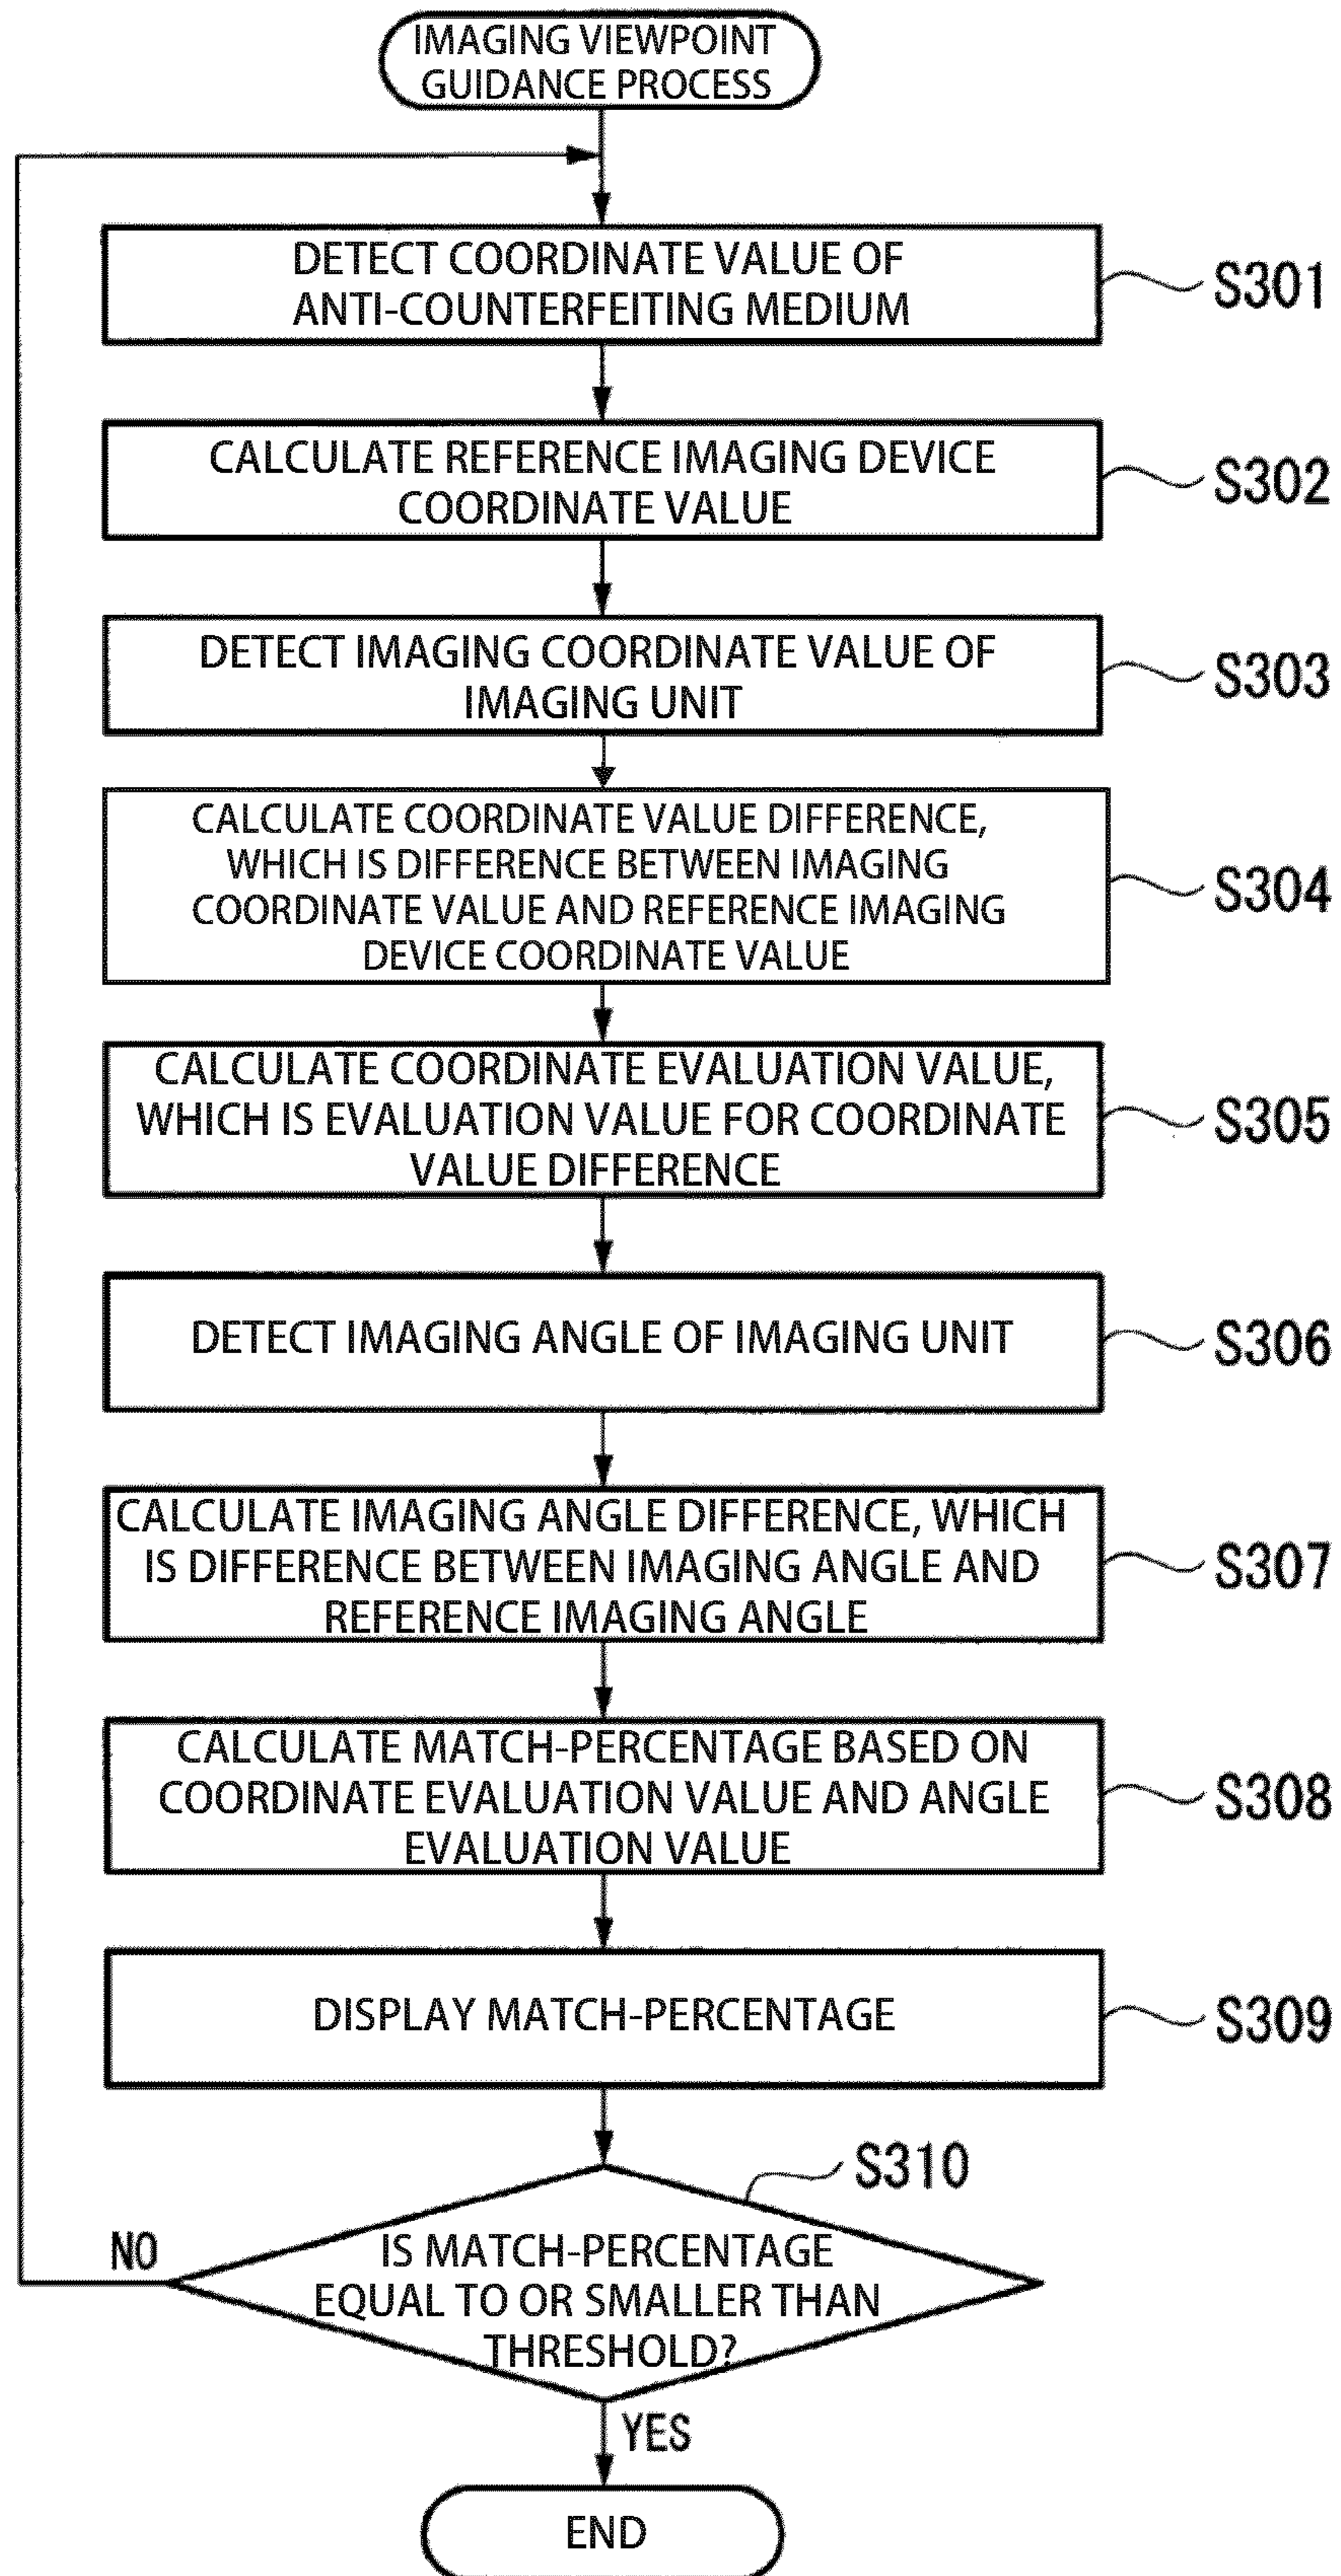 IMAGING VIEWPOINT
GUIDANCE PROCESS
DETECT COORDINATE VALUE OF
ANTI-COUNTERFEITING MEDIUM
S301
CALCULATE REFERENCE IMAGING DEVICE
COORDINATE VALUE
S302
DETECT IMAGING COORDINATE VALUE OF
IMAGING UNIT
S303
CALCULATE COORDINATE VALUE DIFFERENCE,
WHICH IS DIFFERENCE BETWEEN IMAGING
COORDINATE VALUE AND REFERENCE IMAGING
DEVICE COORDINATE VALUE
S304
CALCULATE COORDINATE EVALUATION VALUE,
WHICH IS EVALUATION VALUE FOR COORDINATE
VALUE DIFFERENCE
S305
DETECT IMAGING ANGLE OF IMAGING UNIT
S306
CALCULATE IMAGING ANGLE DIFFERENCE, WHICH
IS DIFFERENCE BETWEEN IMAGING ANGLE AND
REFERENCE IMAGING ANGLE
S307
CALCULATE MATCH-PERCENTAGE BASED ON
COORDINATE EVALUATION VALUE AND ANGLE
EVALUATION VALUE
S308
DISPLAY MATCH-PERCENTAGE
S309
S310
NO
IS MATCH-PERCENTAGE
EQUAL TO OR SMALLER THAN
THRESHOLD?
YES
END